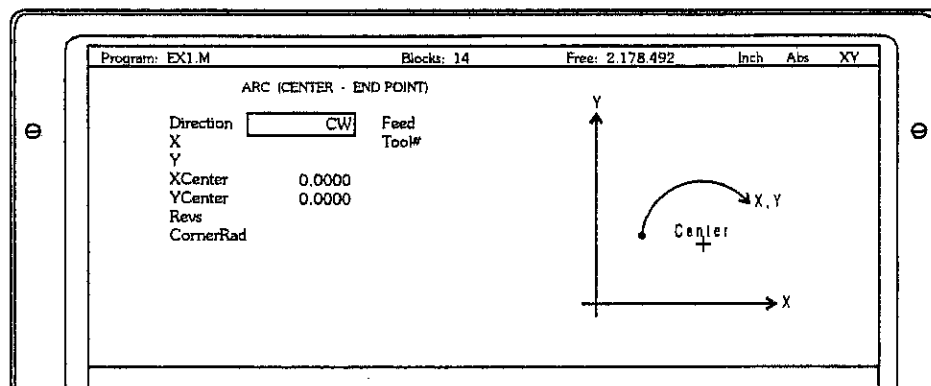 Program: EX1.M Blocks: 14 Free: 2.178.492 Inch Abs XY
ARC (CENTER - END POINT)
Direction CW Feed
X Tool#
Y
XCenter 0.0000
YCenter 0.0000
Revs
CornerRad
Y
X, Y
Center
X